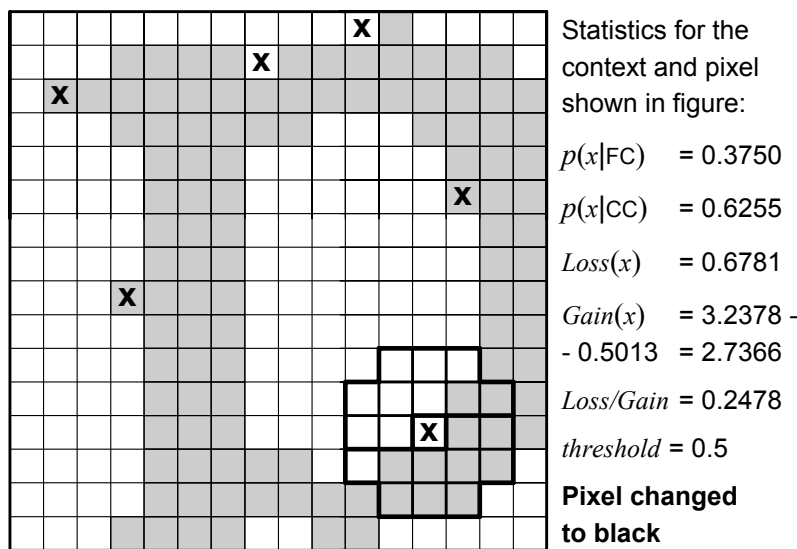 X
X
X
X
X
X
Statistics for the
context and pixel
shown in figure:
p(x|FC) = 0.3750
p(x|CC) = 0.6255
Loss(x) = 0.6781
Gain(x) = 3.2378 -
- 0.5013 = 2.7366
Loss/Gain = 0.2478
threshold = 0.5
Pixel changed
to black